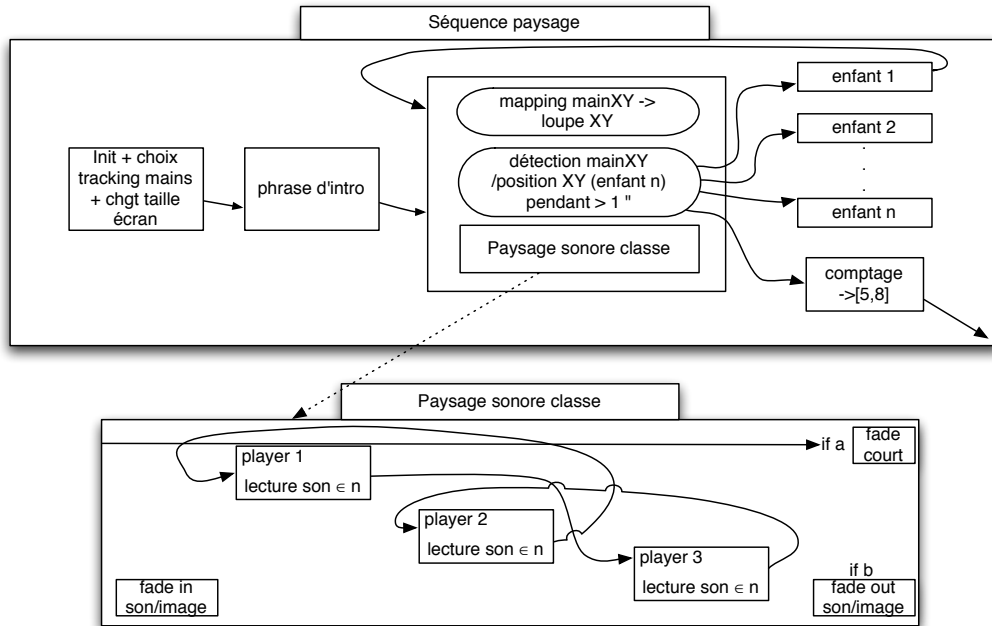 Séquence paysage
Init + choix
tracking mains
+ chgt taille
écran
phrase d'intro
mapping mainXY ->
loupe XY
détection mainXY
/position XY (enfant n)
pendant > 1 "
Paysage sonore classe
enfant 1
enfant 2
enfant n
comptage
->[5,8]
Paysage sonore classe
if a
fade
court
player 1
lecture son ∈ n
player 2
lecture son ∈ n
player 3
lecture son ∈ n
fade in
son/image
if b
fade out
son/image